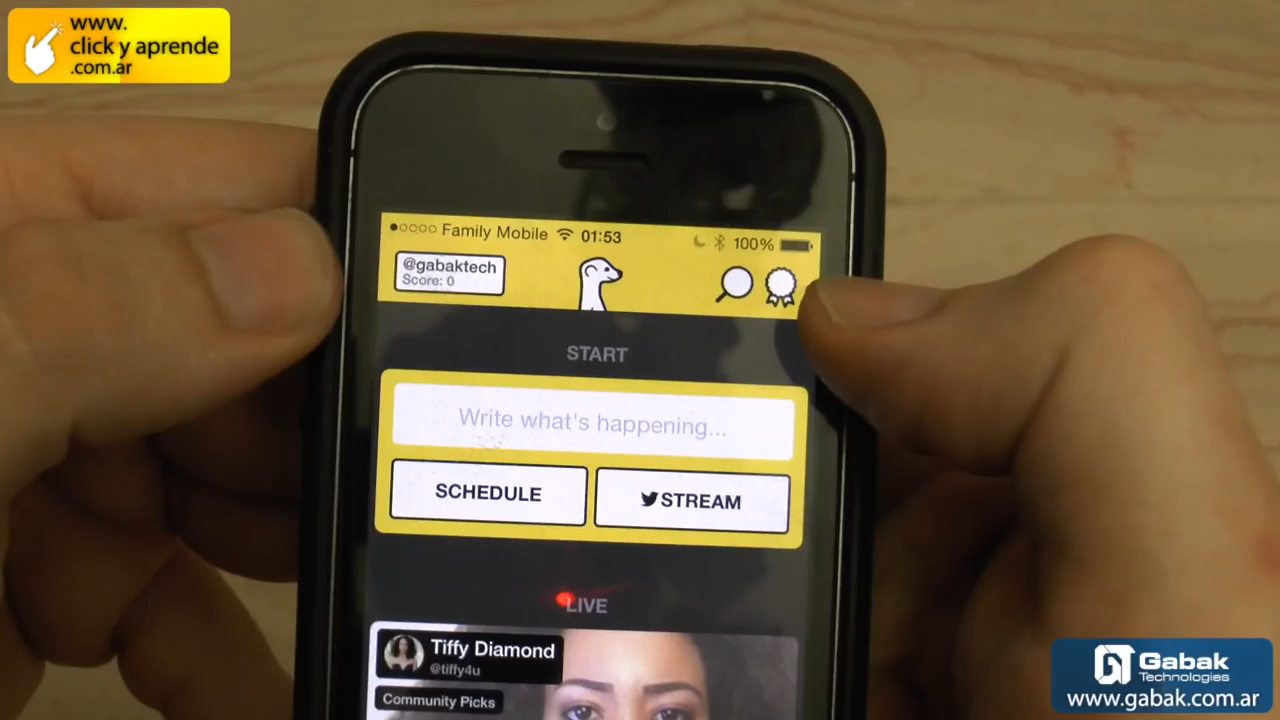 www.
click y aprende
.com.ar
Family Mobile 01:53 100%
@gabaktech
Score: 0
START
Write what's happening...
SCHEDULE
STREAM
LIVE
Tiffy Diamond
@tiffy4u
Community Picks
Gabak
Technologies
www.gabak.com.ar